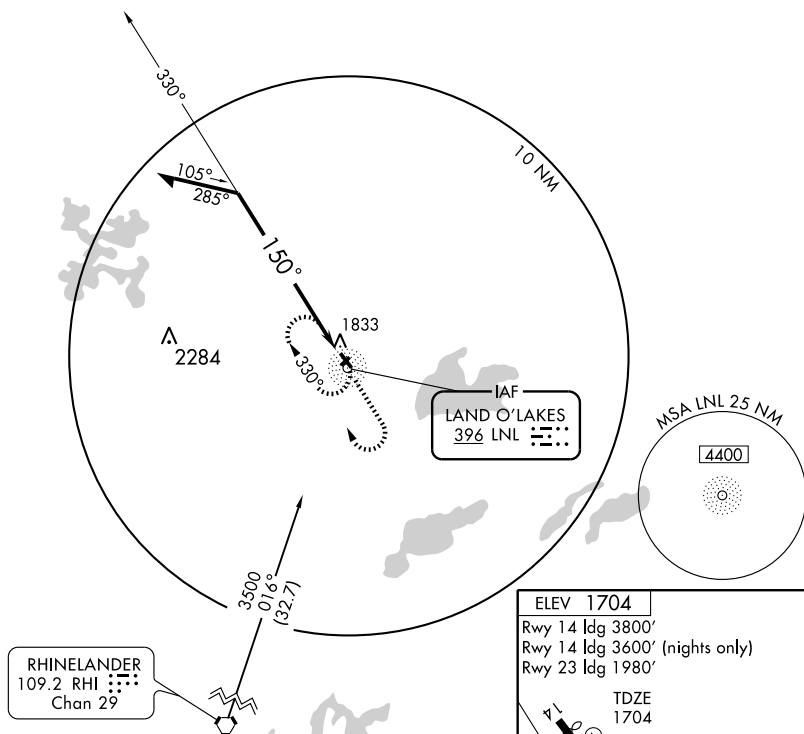 330°
10 NM
105°
285°
150°
1833
2284
330°
IAF
LAND O'LAKES
396 LNL
MSA LNL 25 NM
4400
3500
016°
(32.7)
RHINELANDER
109.2 RHI
Chan 29
ELEV 1704
Rwy 14 ldg 3800'
Rwy 14 ldg 3600' (nights only)
Rwy 23 ldg 1980'
TDZE
1704
14